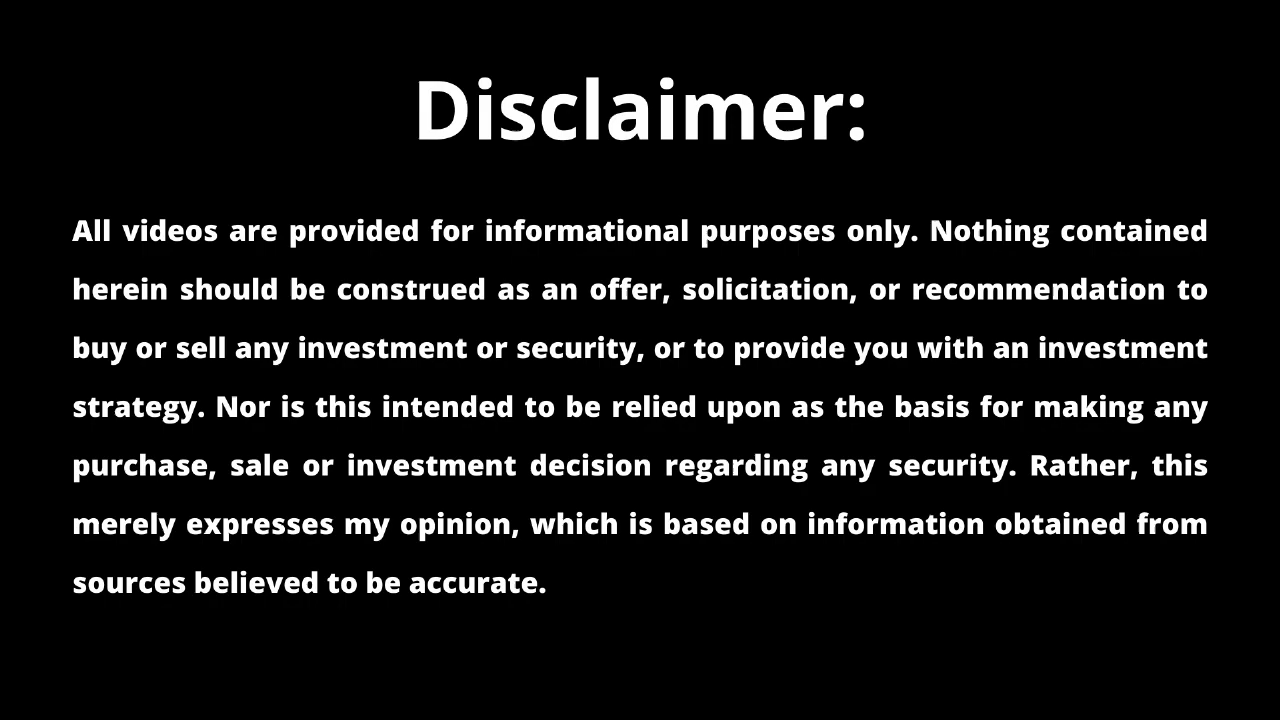 Disclaimer:
All videos are provided for informational purposes only. Nothing contained
herein should be construed as an offer, solicitation, or recommendation to
buy or sell any investment or security, or to provide you with an investment
strategy. Nor is this intended to be relied upon as the basis for making any
purchase, sale or investment decision regarding any security. Rather, this
merely expresses my opinion, which is based on information obtained from
sources believed to be accurate.